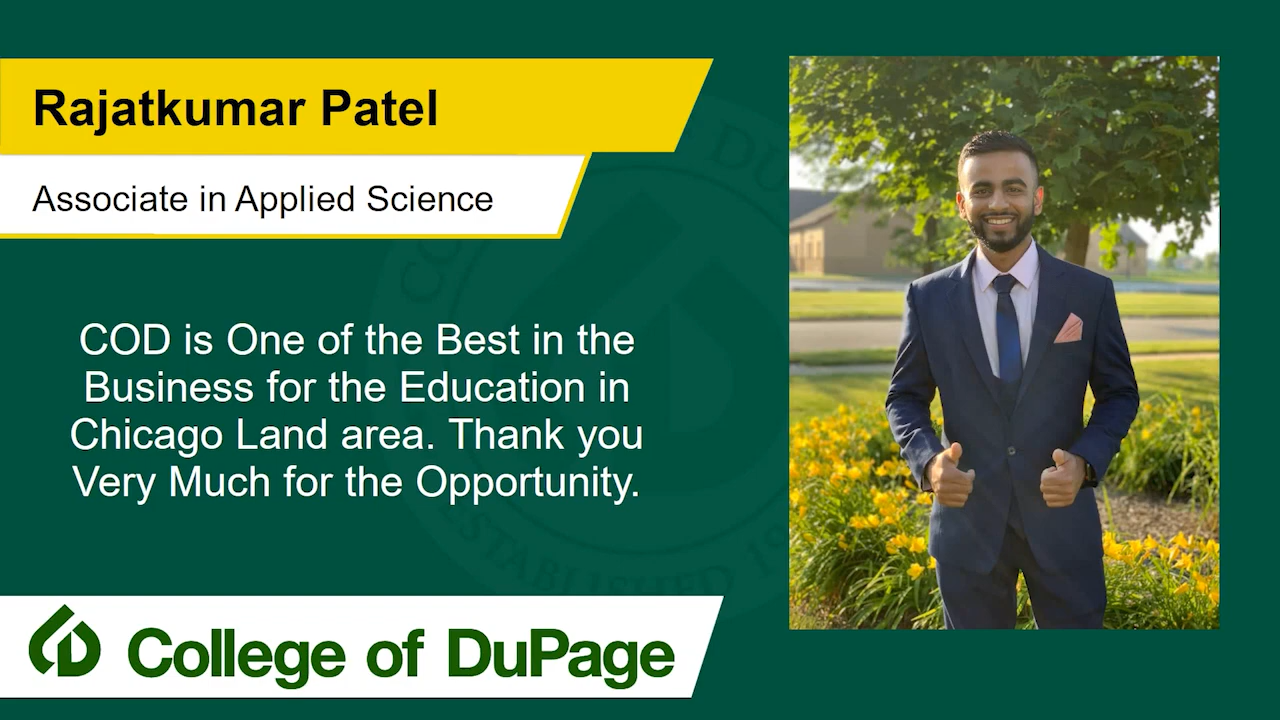 Rajatkumar Patel
Associate in Applied Science
COD is One of the Best in the
Business for the Education in
Chicago Land area. Thank you
Very Much for the Opportunity.
College of DuPage